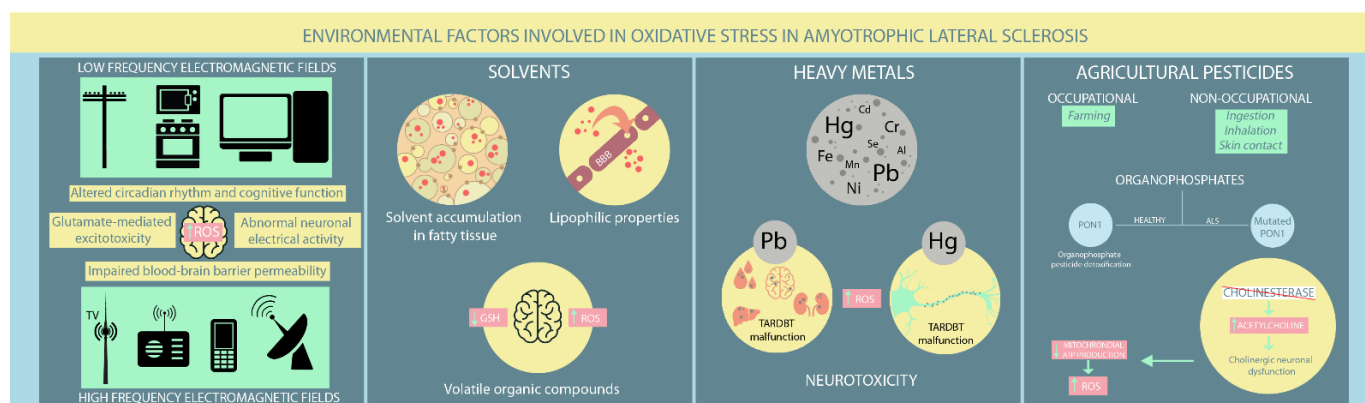 ENVIRONMENTAL FACTORS INVOLVED IN OXIDATIVE STRESS IN AMYOTROPHIC LATERAL SCLEROSIS
LOW FREQUENCY ELECTROMAGNETIC FIELDS
Altered circadian rhythm and cognitive function
Glutamate-mediated
excitotoxicity
↑ROS
Abnormal neuronal
electrical activity
Impaired blood-brain barrier permeability
TV
HIGH FREQUENCY ELECTROMAGNETIC FIELDS
SOLVENTS
BBB
Solvent accumulation
in fatty tissue
Lipophilic properties
↓GSH
↑ROS
Volatile organic compounds
HEAVY METALS
Cd
Hg
Cr
Se
Al
Fe
Mn
Pb
Ni
Pb
TARDBT
malfunction
↑ROS
Hg
TARDBT
malfunction
NEUROTOXICITY
AGRICULTURAL PESTICIDES
OCCUPATIONAL
Farming
NON-OCCUPATIONAL
Ingestion
Inhalation
Skin contact
ORGANOPHOSPHATES
PON1
HEALTHY
ALS
Mutated
PON1
Organophosphate
pesticide detoxification
CHOLINESTERASE
↑ACETYLCHOLINE
Cholinergic neuronal
dysfunction
↓MITOCHRONDIAL
ATP PRODUCTION
↑ROS